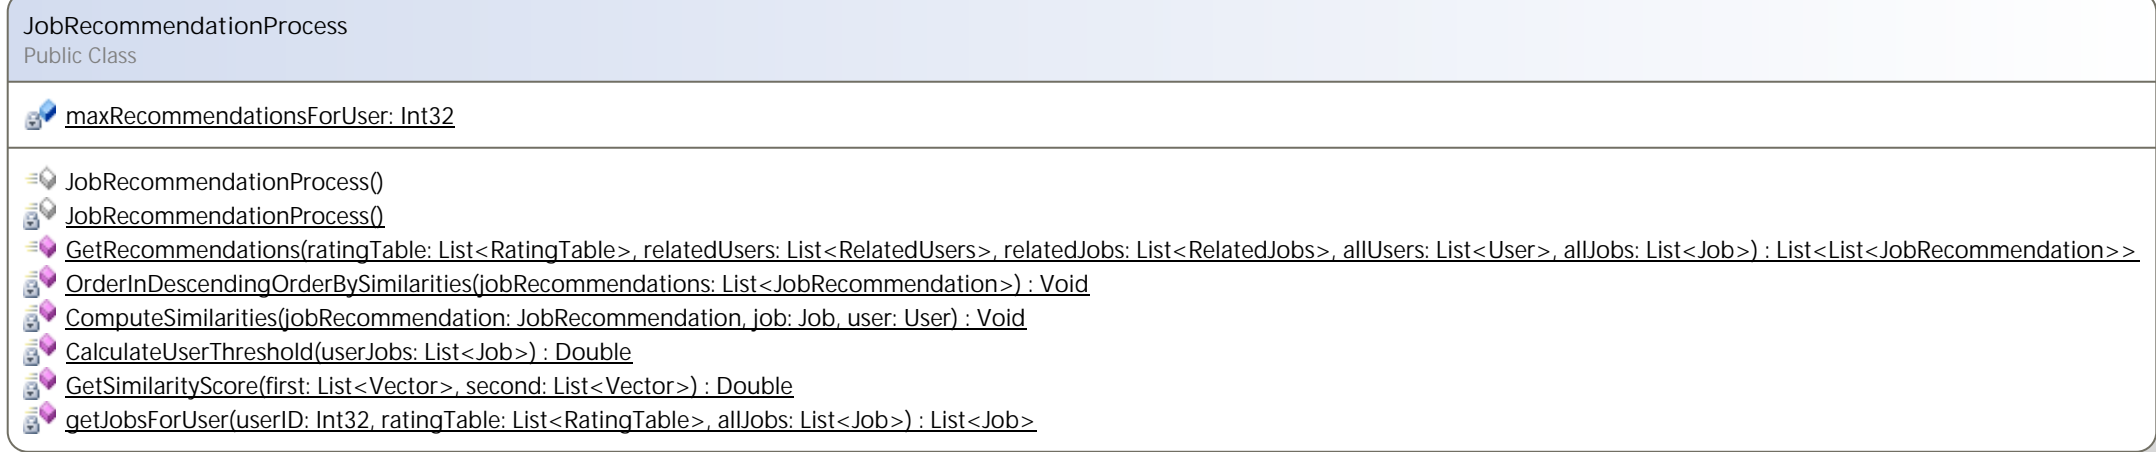 JobRecommendationProcess
Public Class
maxRecommendationsForUser: Int32
JobRecommendationProcess()
JobRecommendationProcess()
GetRecommendations(ratingTable: List<RatingTable>, relatedUsers: List<RelatedUsers>, relatedJobs: List<RelatedJobs>, allUsers: List<User>, allJobs: List<Job>) : List<List<JobRecommendation>>
OrderInDescendingOrderBySimilarities(jobRecommendations: List<JobRecommendation>) : Void
ComputeSimilarities(jobRecommendation: JobRecommendation, job: Job, user: User) : Void
CalculateUserThreshold(userJobs: List<Job>) : Double
GetSimilarityScore(first: List<Vector>, second: List<Vector>) : Double
getJobsForUser(userID: Int32, ratingTable: List<RatingTable>, allJobs: List<Job>) : List<Job>